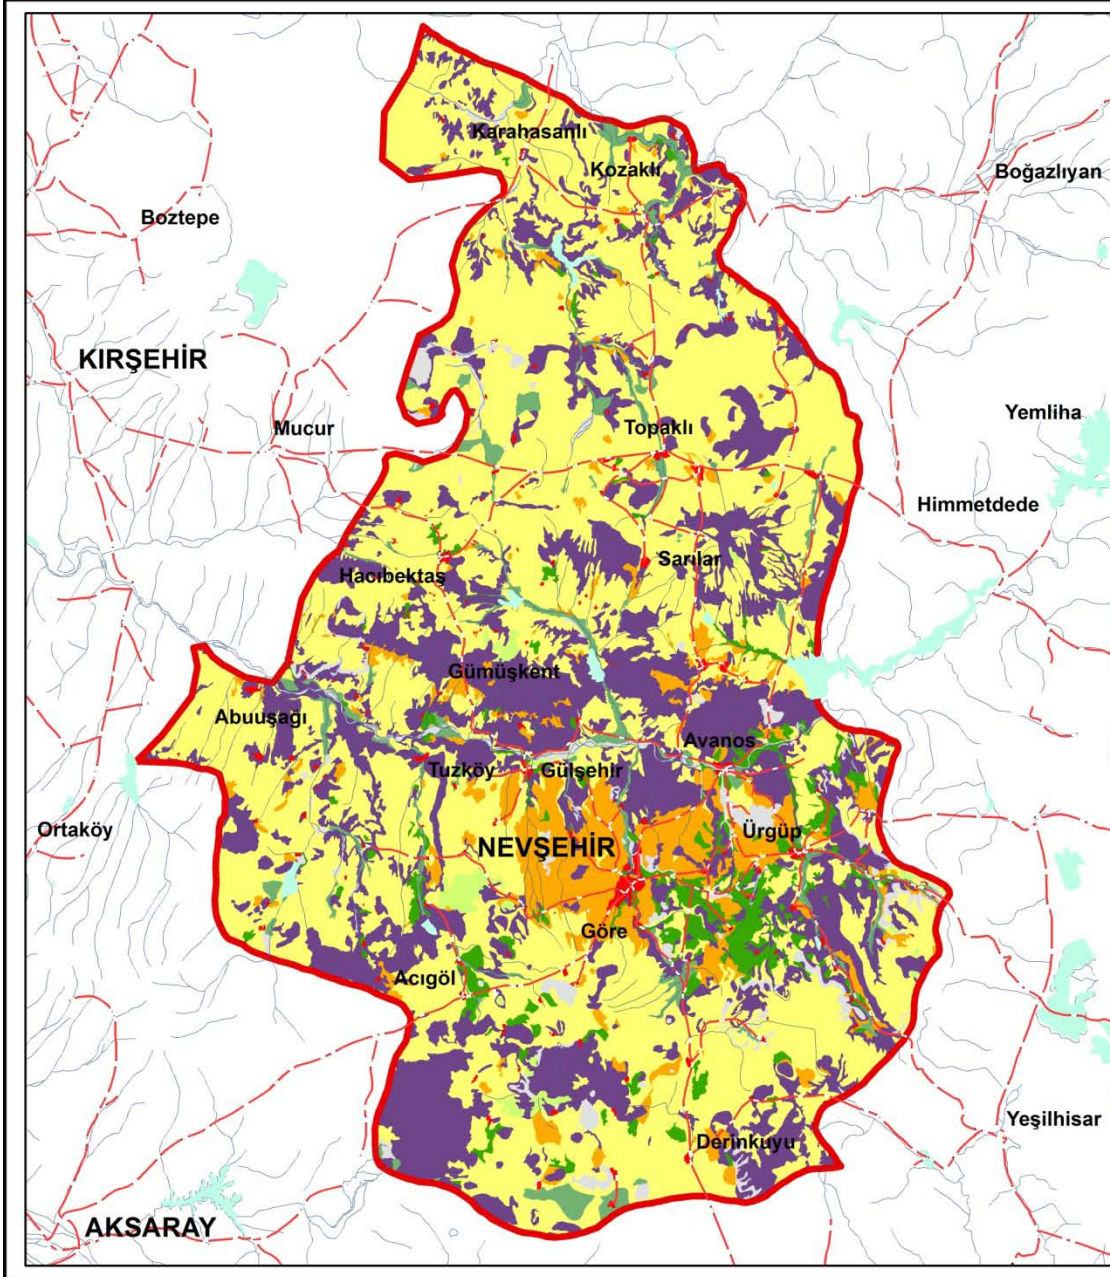 Karahasanlı
Kozaklı
Boğazlıyan
Boztepe
KIRŞEHİR
Mucur
Topaklı
Yemliha
Himmetdede
Sarılar
Hacıbektaş
Gümüşkent
Abuuşağı
Avanos
Tuzköy
Gülşehir
Ortaköy
Ürgüp
NEVŞEHİR
Göre
Acıgöl
Yeşilhisar
Derinkuyu
AKSARAY